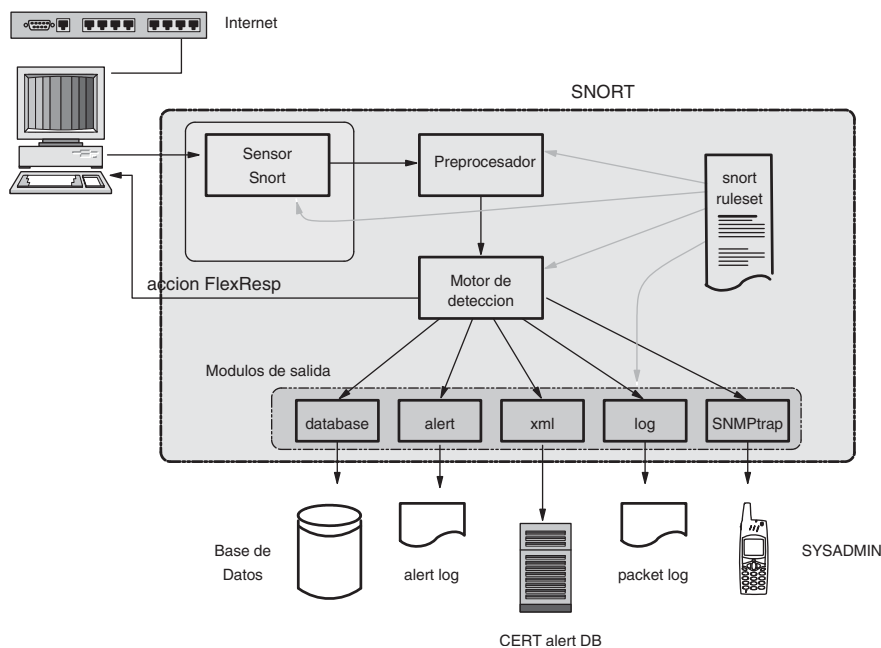 Internet
SNORT
Sensor
Snort
Preprocesador
snort
ruleset
accion FlexResp
Motor de
deteccion
Modulos de salida
database
alert
xml
log
SNMPtrap
Base de
Datos
alert log
packet log
SYSADMIN
CERT alert DB